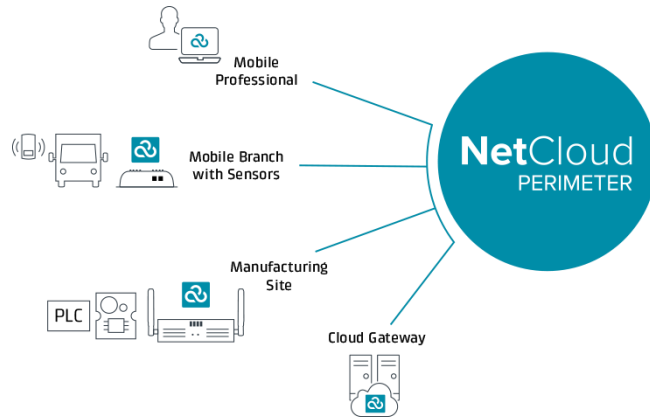 Mobile
Professional
NetCloud
PERIMETER
Mobile Branch
with Sensors
Manufacturing
Site
PLC
Cloud Gateway